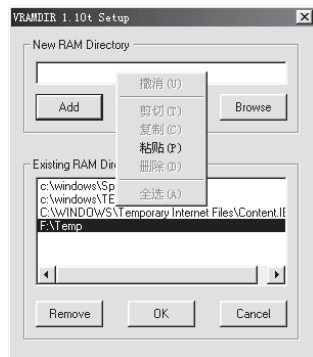 VRAMDIR 1.10t Setup
New RAM Directory
Add
Browse
撤消(U)
剪切(T)
复制(C)
粘贴(P)
删除(D)
全选(A)
Existing RAM Dire
c:\windows\Sp
c:\windows\TE
C:\WINDOWS\Temporary Internet Files\Content.IE
F:\Temp
Remove
OK
Cancel